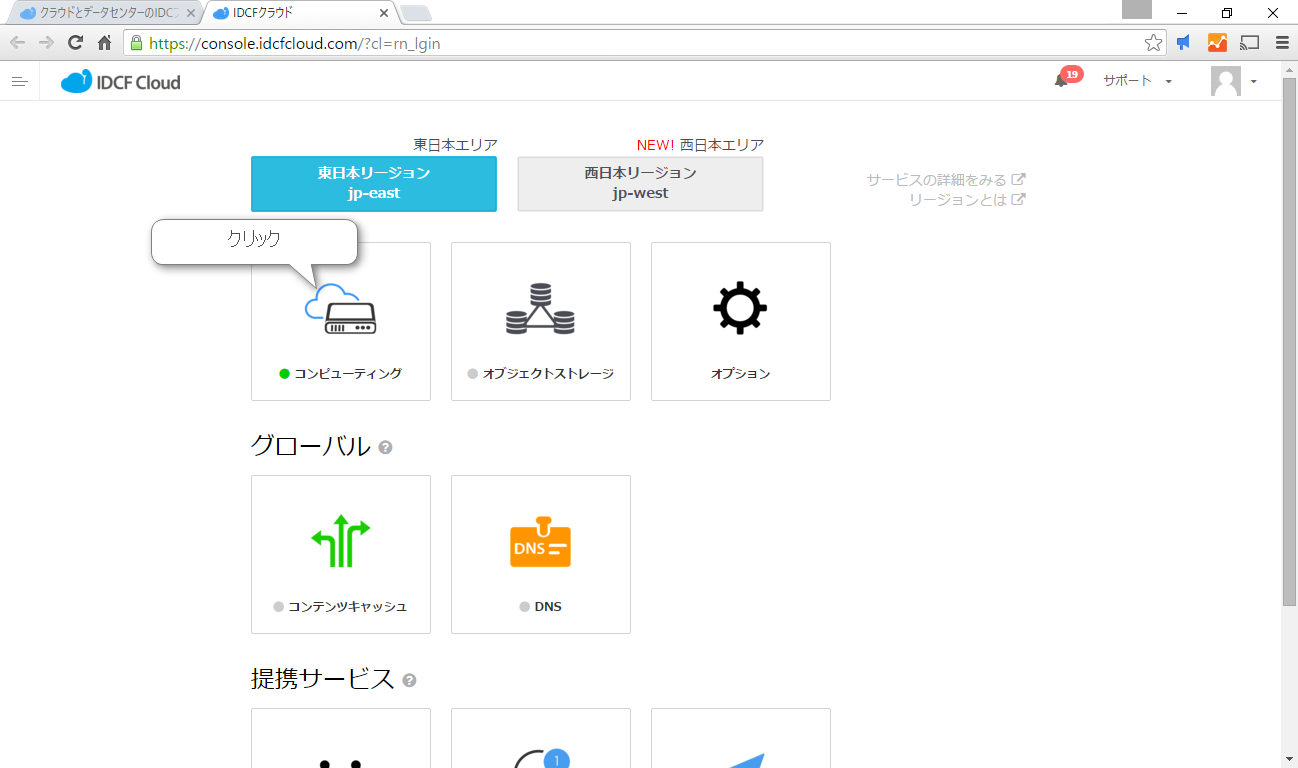 クラウドとデータセンターのIDCフ
IDCFクラウド
https://console.idcfcloud.com/?cl=rn_lgin
IDCF Cloud
19
サポート
東日本エリア
NEW! 西日本エリア
東日本リージョン
jp-east
西日本リージョン
jp-west
サービスの詳細をみる
リージョンとは
クリック
コンピューティング
オブジェクトストレージ
オプション
グローバル ?
DNS
コンテンツキャッシュ
DNS
提携サービス ?
1